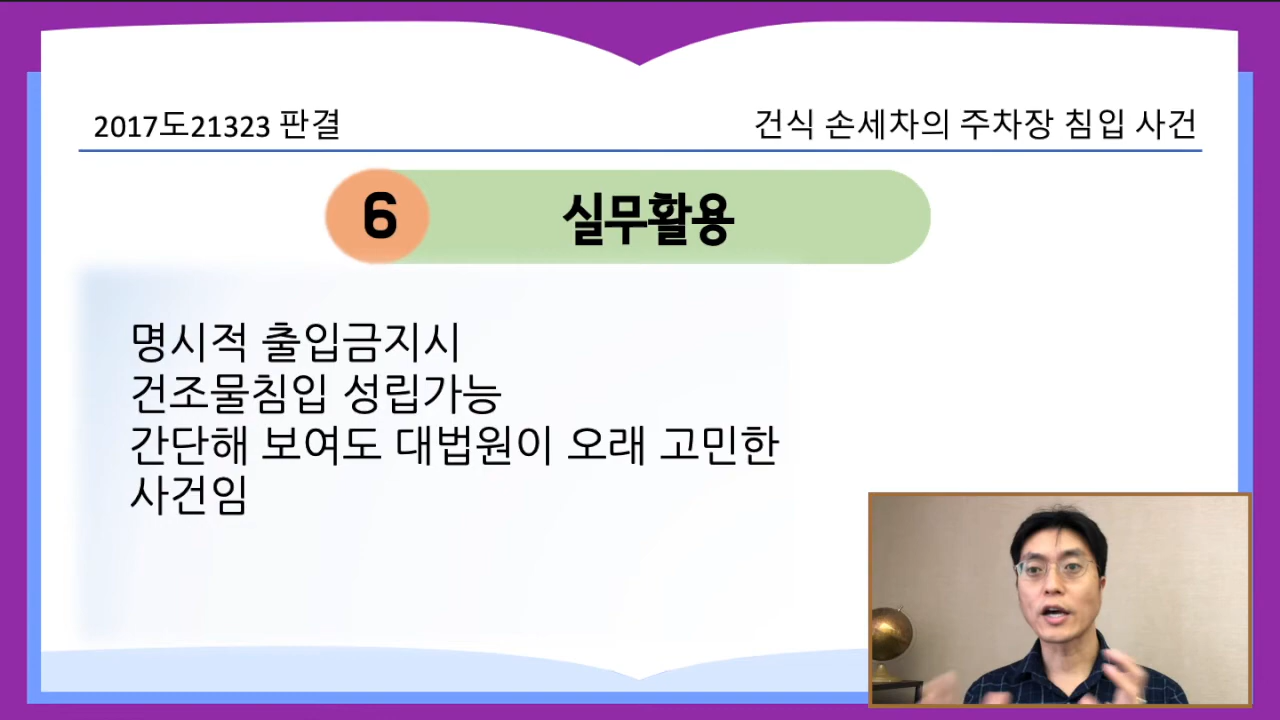 2017도21323 판결
건식 손세차의 주차장 침입 사건
6 실무활용
명시적 출입금지시
건조물침입 성립가능
간단해 보여도 대법원이 오래 고민한
사건임